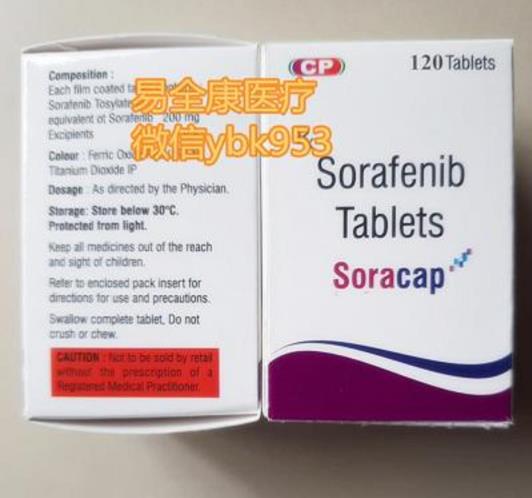 Composition :
Each film coated
Sorafenib Tosylate
equivalent of Sorafenib 200 mg
Excipients
Colour : Ferric
Titanium Dioxide IP
Dosage : As directed by the Physician.
Storage: Store below 30°C.
Protected from light.
Keep all medicines out of the reach
and sight of children.
Refer to enclosed pack insert for
directions for use and precautions.
Swallow complete tablet, Do not
crush or chew.
CAUTION : Not to be sold by retail
without the prescription of a
Registered Medical Practitioner.
易全康医疗
微信ybk953
CP
120 Tablets
Sorafenib
Tablets
Soracap